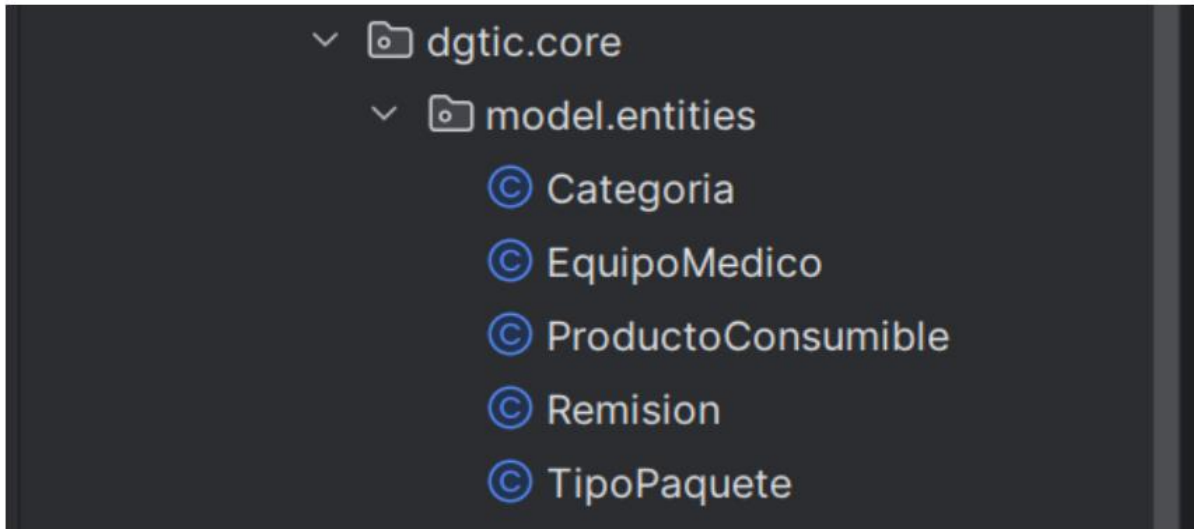 dgtic.core
model.entities
Categoria
EquipoMedico
ProductoConsumible
Remision
TipoPaquete